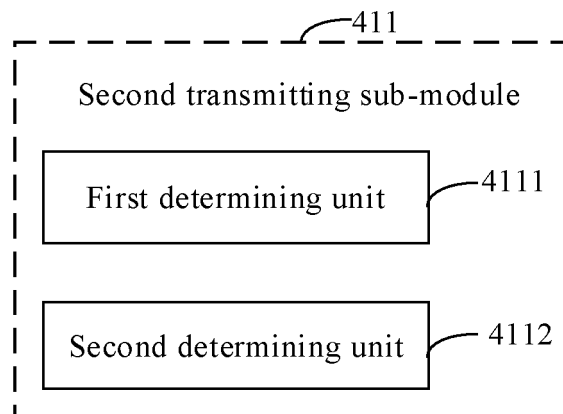 411
Second transmitting sub-module
First determining unit
4111
Second determining unit
4112